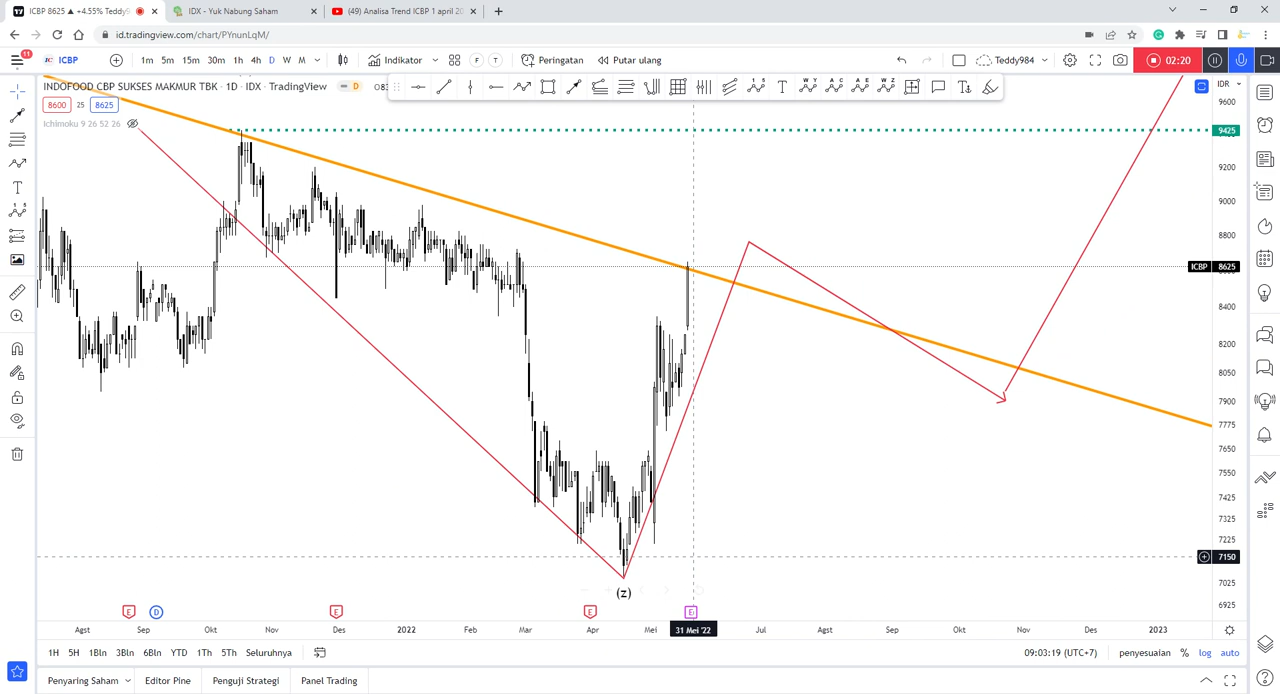 ICBP 8625 ▲ +4.55% Teddy9
IDX - Yuk Nabung Saham
(49) Analisa Trend ICBP 1 april 20
id.tradingview.com/chart/PYnunLqM/
11
ICBP
1m 5m 15m 30m 1h 4h D W M
Indikator
F T
Peringatan
Putar ulang
Teddy984
02:20
INDOFOOD CBP SUKSES MAKMUR TBK · 1D · IDX · TradingView
D
8600 25 8625
Ichimoku 9 26 52 26
IDR
9600
9425
9200
9000
8800
ICBP 8625
8400
8200
8050
7900
7775
7650
7550
7425
7325
7225
7150
7025
6925
(z)
E D E E E
Agst Sep Okt Nov Des 2022 Feb Mar Apr Mei 31 Mei '22 Jul Agst Sep Okt Nov Des 2023
1H 5H 1Bln 3Bln 6Bln YTD 1Th 5Th Seluruhnya
09:03:19 (UTC+7) penyesuaian % log auto
Penyaring Saham Editor Pine Penguji Strategi Panel Trading